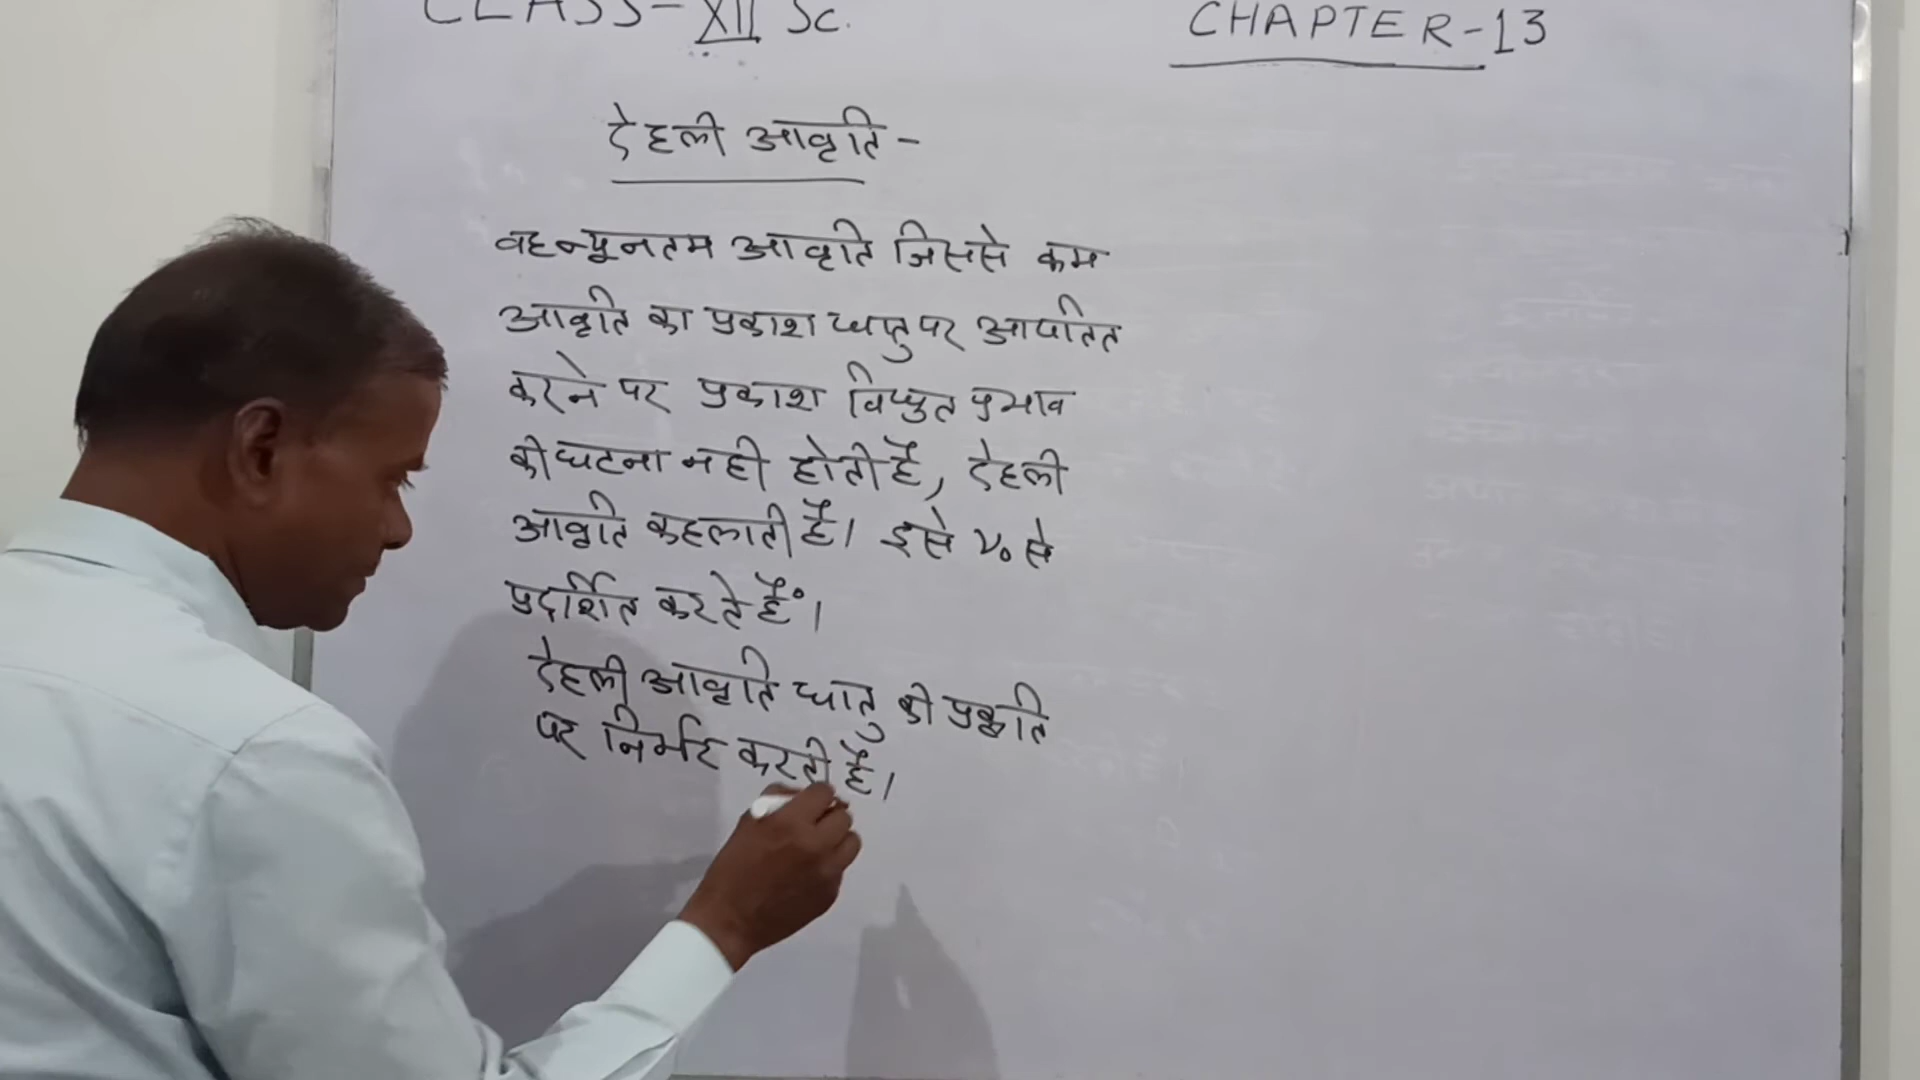 CLASS-XII Sc.
CHAPTER-13
देहली आवृति-
वह न्यूनतम आवृति जिससे कम
आवृति का प्रकाश धातु पर आपतित
करने पर प्रकाश विद्युत प्रभाव
की घटना नही होती है, देहली
आवृति कहलाती है। इसे ν₀ से
प्रदर्शित करते हैं।
देहली आवृति धातु की प्रकृति
पर निर्भर करती है।